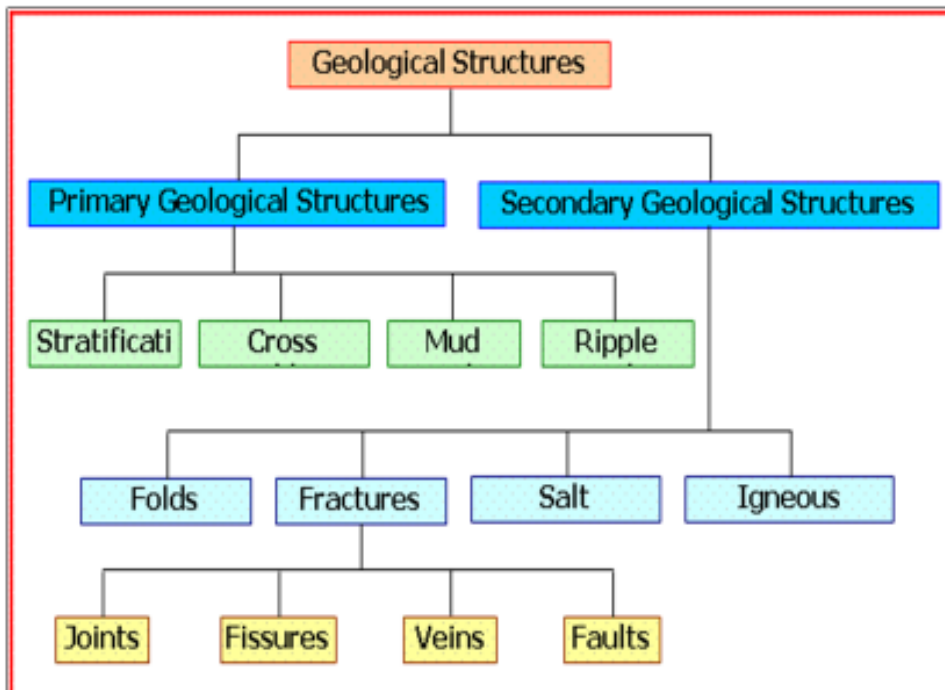 Geological Structures
Primary Geological Structures
Secondary Geological Structures
Stratificati
Cross
Mud
Ripple
Folds
Fractures
Salt
Igneous
Joints
Fissures
Veins
Faults